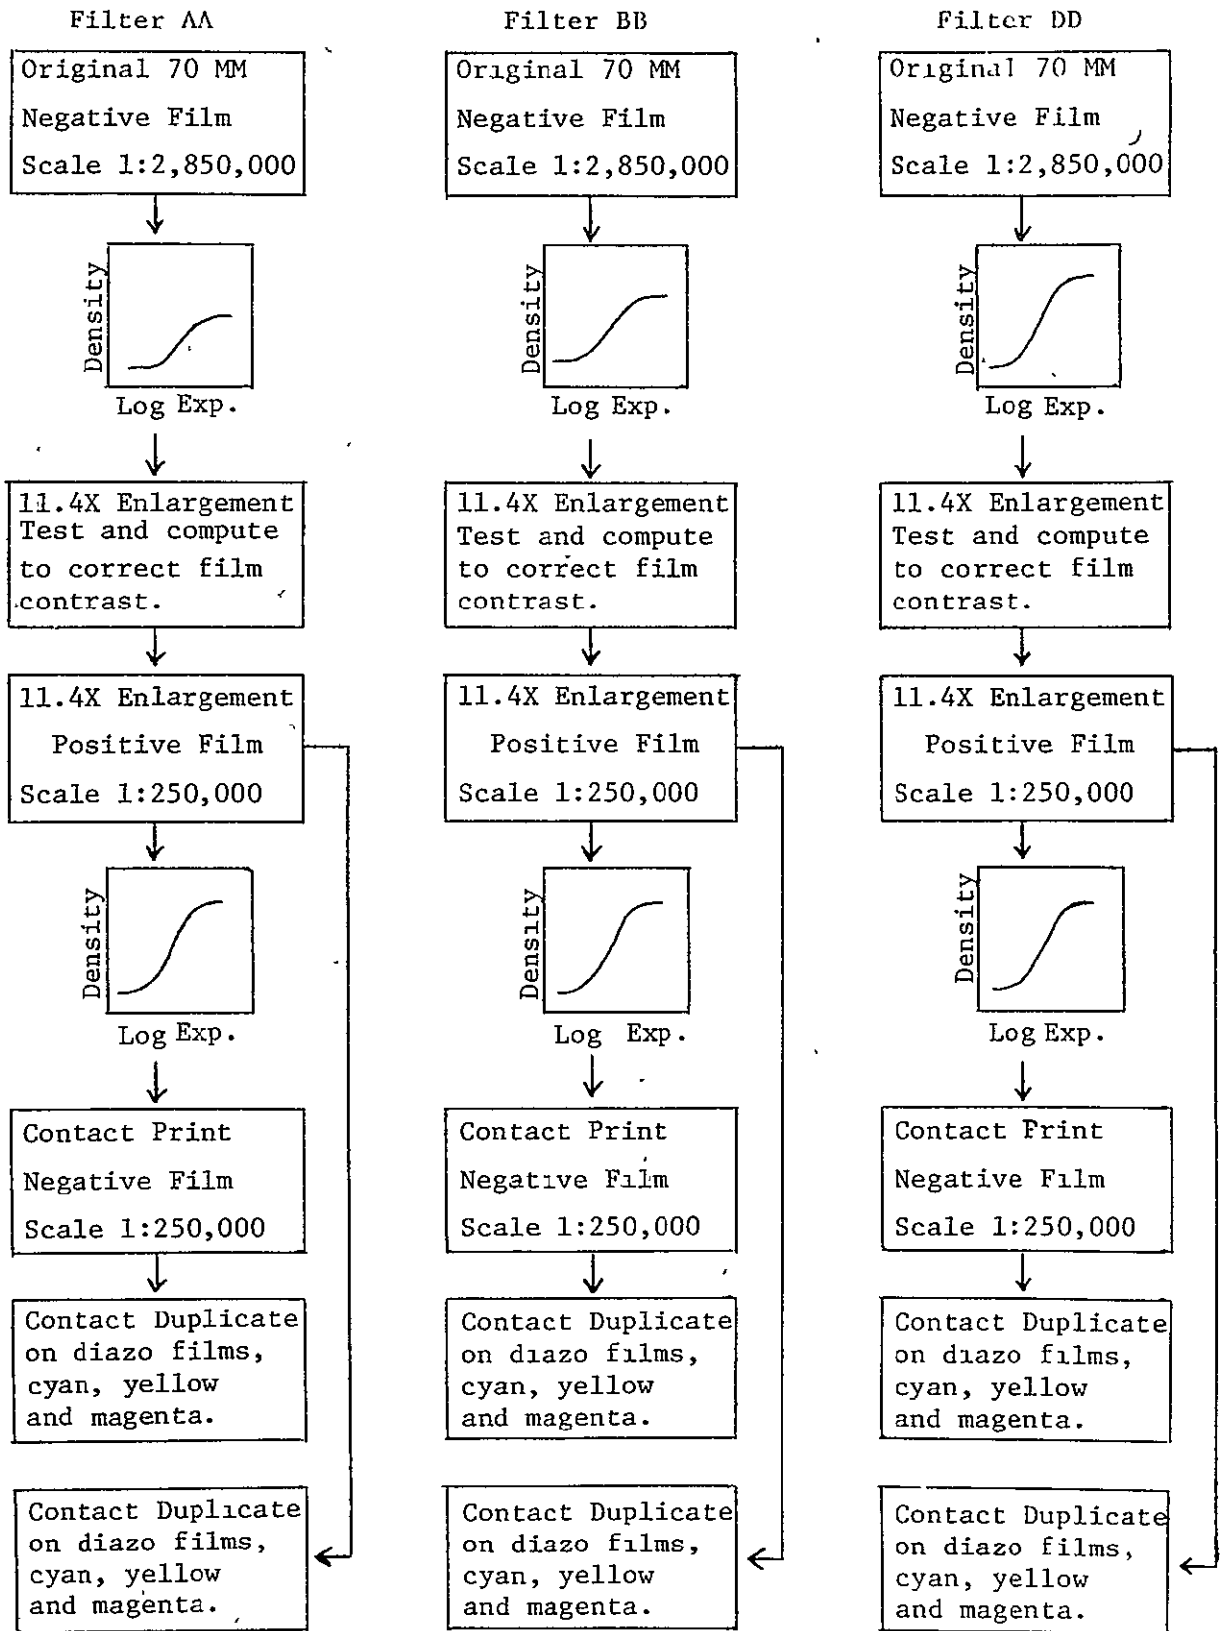 Filter AA
Original 70 MM
Negative Film
Scale 1:2,850,000
Density
Log Exp.
11.4X Enlargement
Test and compute
to correct film
contrast.
11.4X Enlargement
Positive Film
Scale 1:250,000
Density
Log Exp.
Contact Print
Negative Film
Scale 1:250,000
Contact Duplicate
on diazo films,
cyan, yellow
and magenta.
Contact Duplicate
on diazo films,
cyan, yellow
and magenta.
Filter BB
Original 70 MM
Negative Film
Scale 1:2,850,000
Density
Log Exp.
11.4X Enlargement
Test and compute
to correct film
contrast.
11.4X Enlargement
Positive Film
Scale 1:250,000
Density
Log Exp.
Contact Print
Negative Film
Scale 1:250,000
Contact Duplicate
on diazo films,
cyan, yellow
and magenta.
Contact Duplicate
on diazo films,
cyan, yellow
and magenta.
Filter DD
Original 70 MM
Negative Film
Scale 1:2,850,000
Density
Log Exp.
11.4X Enlargement
Test and compute
to correct film
contrast.
11.4X Enlargement
Positive Film
Scale 1:250,000
Density
Log Exp.
Contact Print
Negative Film
Scale 1:250,000
Contact Duplicate
on diazo films,
cyan, yellow
and magenta.
Contact Duplicate
on diazo films,
cyan, yellow
and magenta.